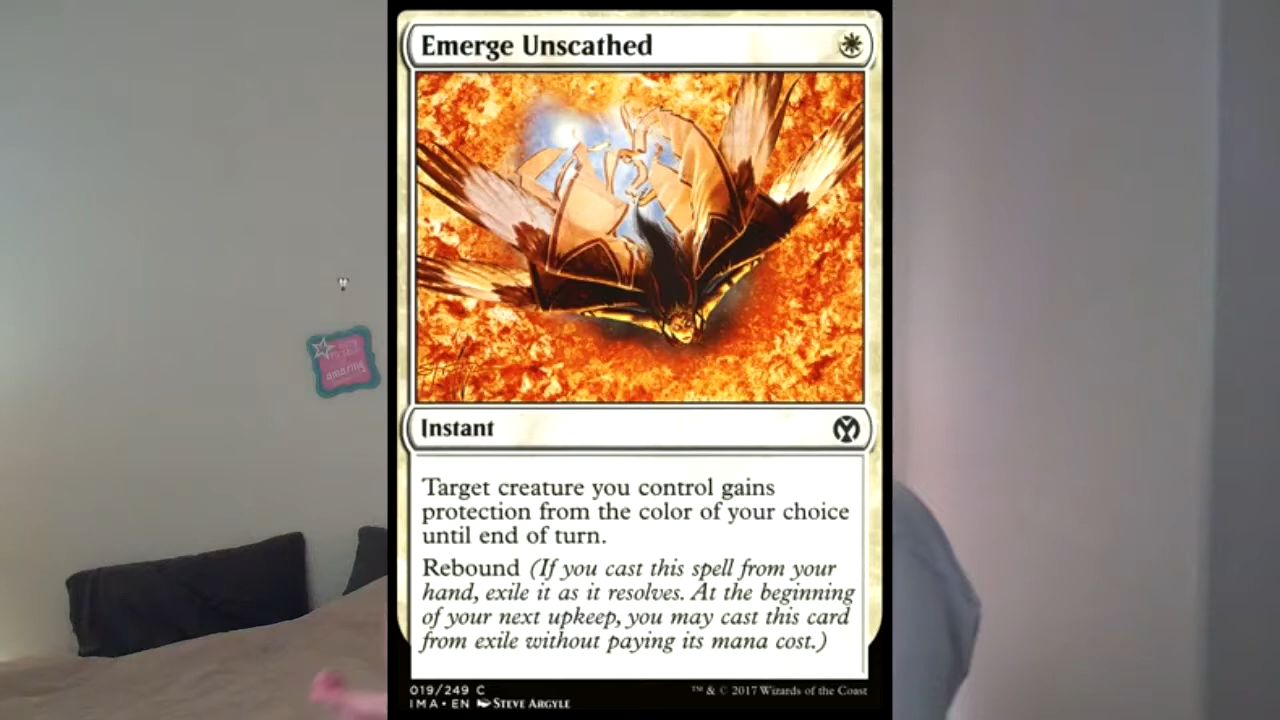 Emerge Unscathed
amazing
Instant
Target creature you control gains
protection from the color of your choice
until end of turn.
Rebound (If you cast this spell from your
hand, exile it as it resolves. At the beginning
of your next upkeep, you may cast this card
from exile without paying its mana cost.)
019/249 C
™ & © 2017 Wizards of the Coast
IMA • EN STEVE ARGYLE